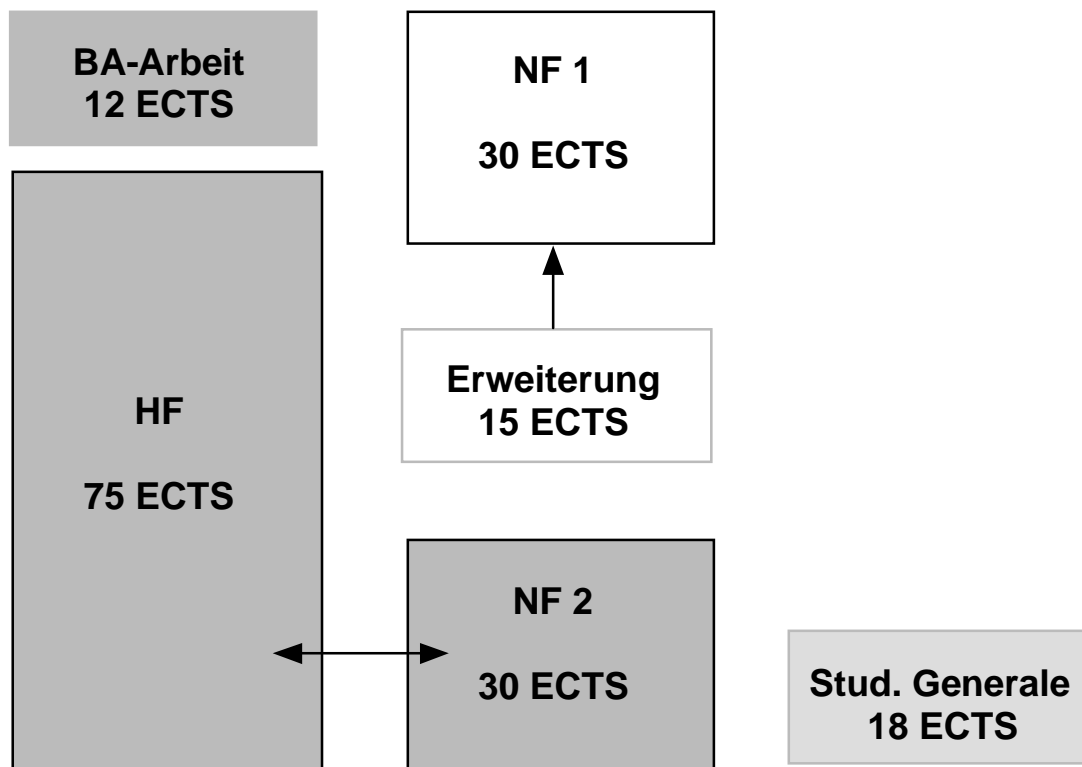 BA-Arbeit
12 ECTS
NF 1
30 ECTS
Erweiterung
15 ECTS
HF
75 ECTS
NF 2
30 ECTS
Stud. Generale
18 ECTS